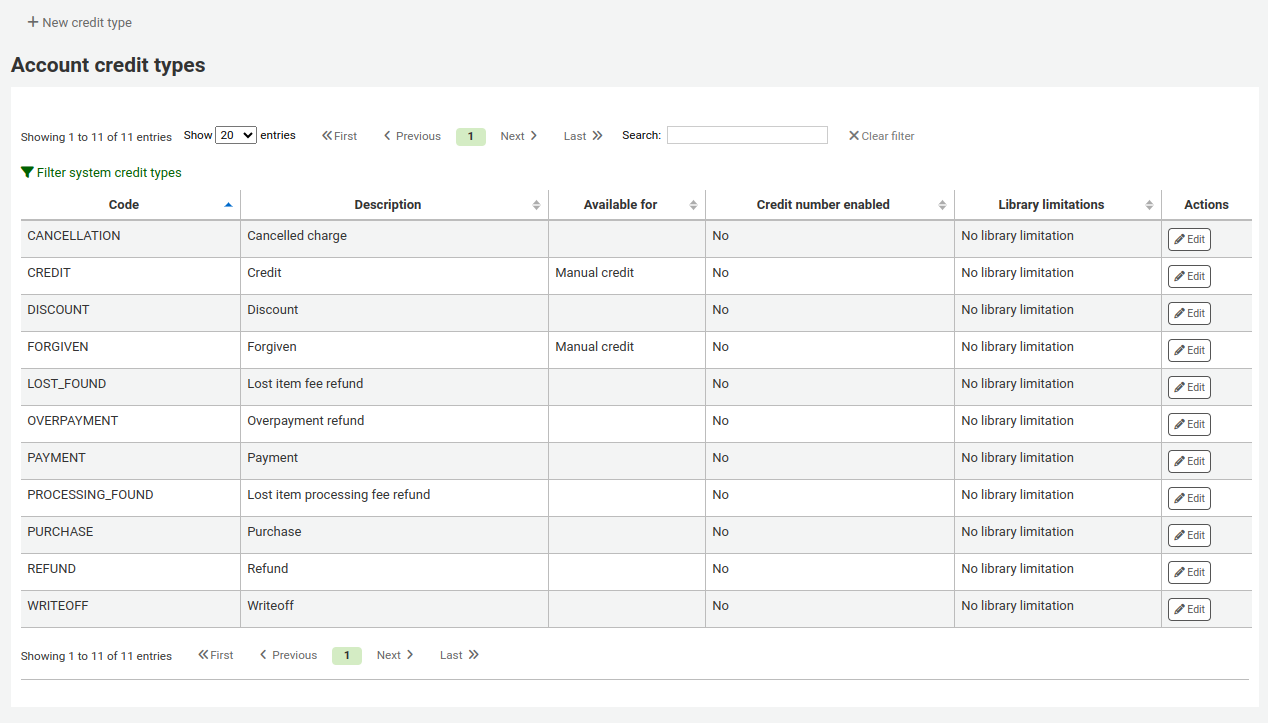 New credit type
Account credit types
Showing 1 to 11 of 11 entries Show 20 entries First Previous 1 Next Last Search: Clear filter
Filter system credit types
Code Description Available for Credit number enabled Library limitations Actions
CANCELLATION Cancelled charge No No library limitation Edit
CREDIT Credit Manual credit No No library limitation Edit
DISCOUNT Discount No No library limitation Edit
FORGIVEN Forgiven Manual credit No No library limitation Edit
LOST_FOUND Lost item fee refund No No library limitation Edit
OVERPAYMENT Overpayment refund No No library limitation Edit
PAYMENT Payment No No library limitation Edit
PROCESSING_FOUND Lost item processing fee refund No No library limitation Edit
PURCHASE Purchase No No library limitation Edit
REFUND Refund No No library limitation Edit
WRITEOFF Writeoff No No library limitation Edit
Showing 1 to 11 of 11 entries First Previous 1 Next Last